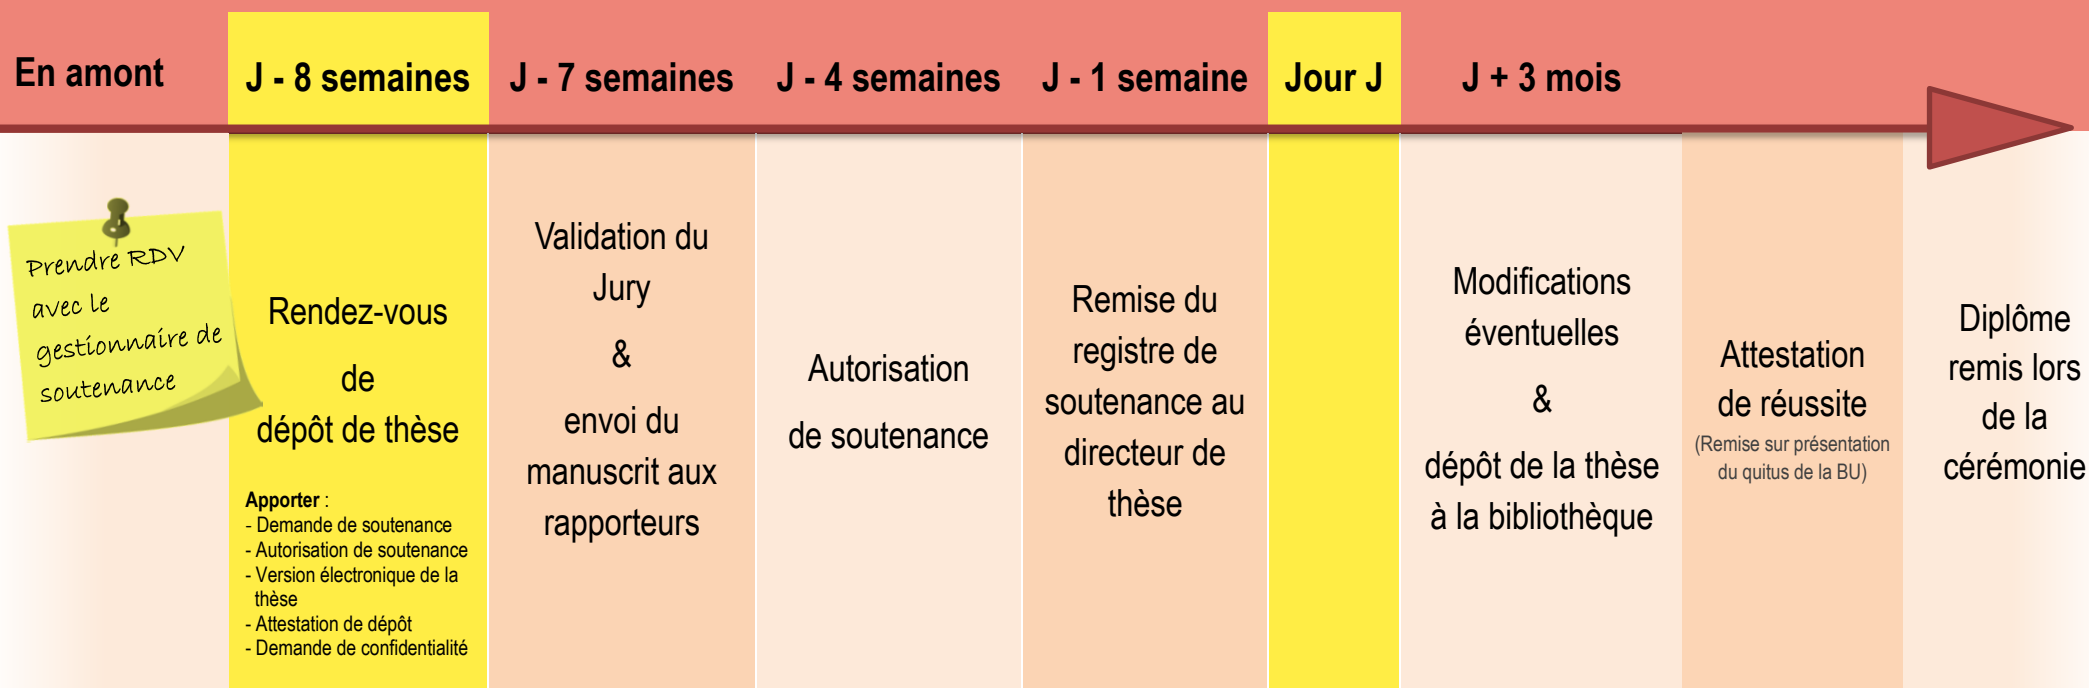 En amont
J - 8 semaines
J - 7 semaines
J - 4 semaines
J - 1 semaine
Jour J
J + 3 mois
Prendre RDV
avec le
gestionnaire de
soutenance
Rendez-vous
de
dépôt de thèse
Apporter :
- Demande de soutenance
- Autorisation de soutenance
- Version électronique de la
thèse
- Attestation de dépôt
- Demande de confidentialité
Validation du
Jury
&
envoi du
manuscrit aux
rapporteurs
Autorisation
de soutenance
Remise du
registre de
soutenance au
directeur de
thèse
Modifications
éventuelles
&
dépôt de la thèse
à la bibliothèque
Attestation
de réussite
(Remise sur présentation
du quitus de la BU)
Diplôme
remis lors
de la
cérémonie